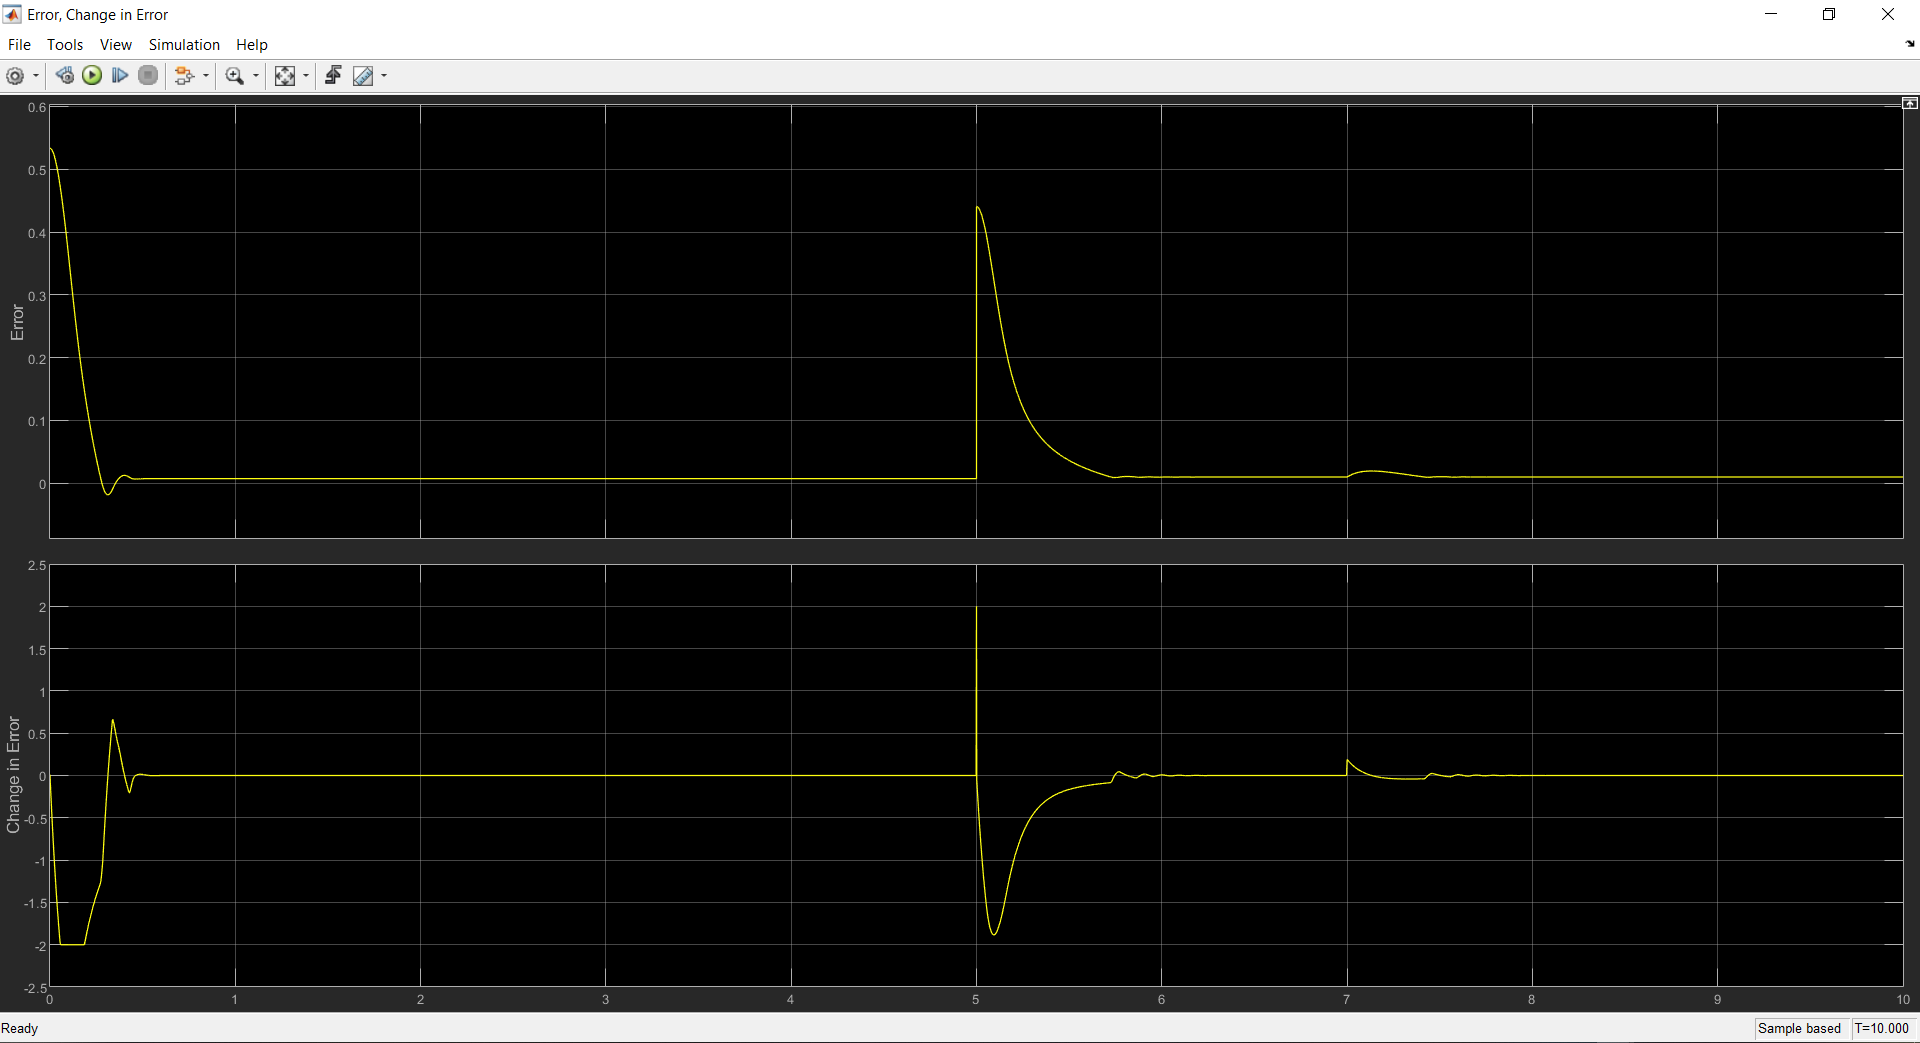 Error, Change in Error
File Tools View Simulation Help
0.6
0.5
0.4
0.3
0.2
0.1
0
Error
2.5
2
1.5
1
0.5
0
-0.5
-1
-1.5
-2
-2.5
Change in Error
0 1 2 3 4 5 6 7 8 9 10
Ready
Sample based T=10.000